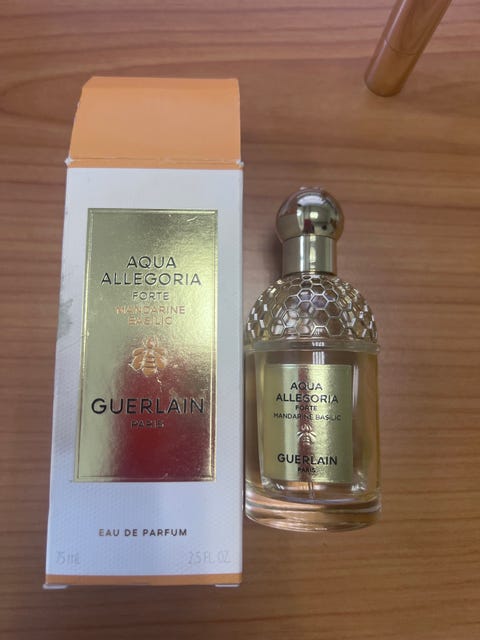 AQUA
ALLEGORIA
FORTE
MANDARINE
BASILIC
GUERLAIN
PARIS
EAU DE PARFUM
75 mL 2.5 FL. OZ.
AQUA
ALLEGORIA
FORTE
MANDARINE BASILIC
GUERLAIN
PARIS